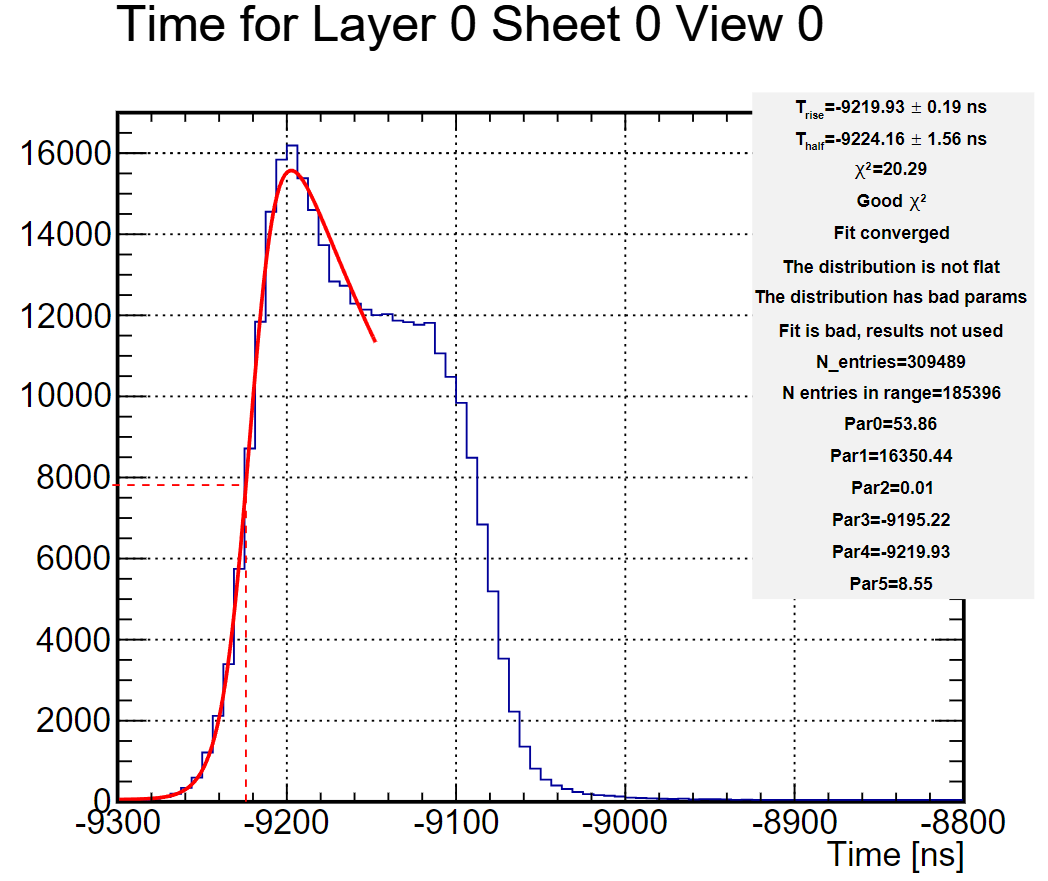 Time for Layer 0 Sheet 0 View 0
Trise=-9219.93 ± 0.19 ns
Thalf=-9224.16 ± 1.56 ns
χ²=20.29
Good χ²
Fit converged
The distribution is not flat
The distribution has bad params
Fit is bad, results not used
N_entries=309489
N entries in range=185396
Par0=53.86
Par1=16350.44
Par2=0.01
Par3=-9195.22
Par4=-9219.93
Par5=8.55
16000
14000
12000
10000
8000
6000
4000
2000
0
-9300 -9200 -9100 -9000 -8900 -8800
Time [ns]